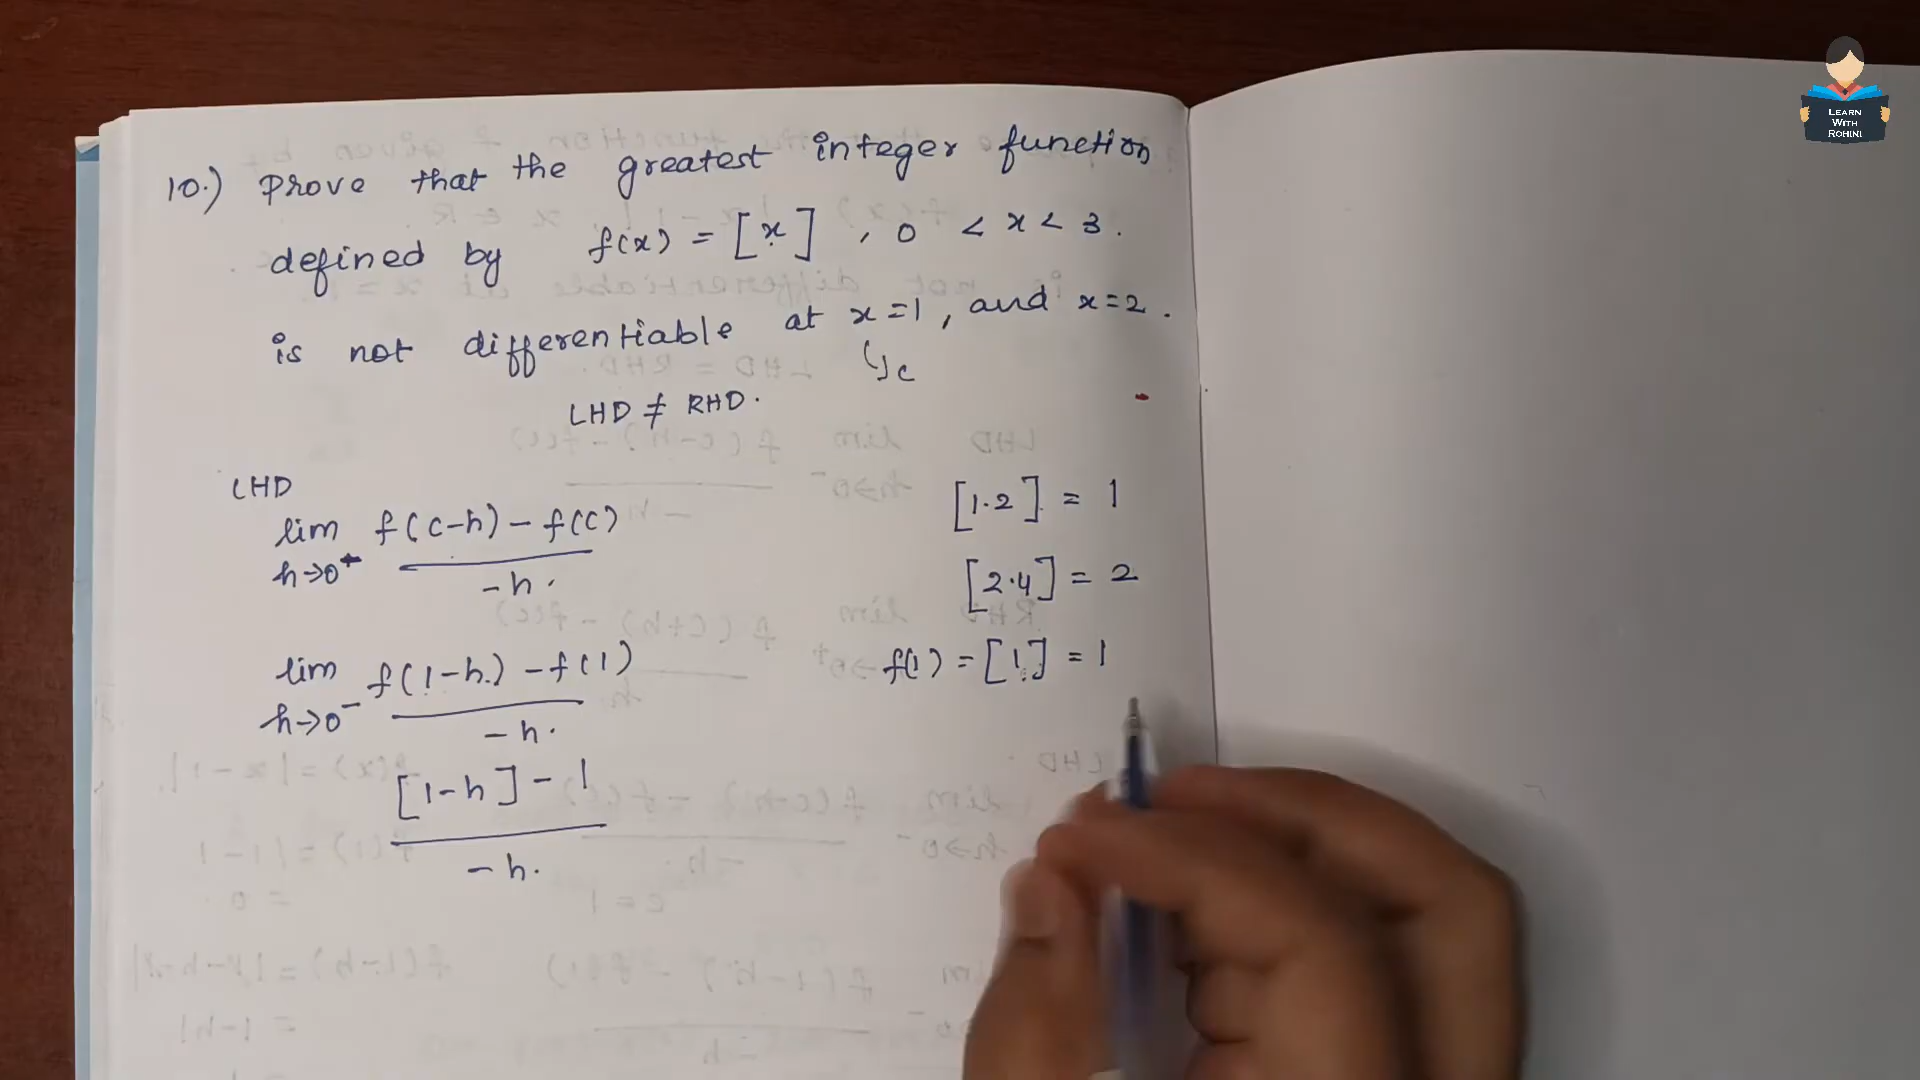 10.) Prove that the greatest integer function
defined by f(x) = [x] , 0 < x < 3.
is not differentiable at x=1, and x=2.
c
LHD ≠ RHD.
LHD
lim f(c-h) - f(c)
h→0⁺ -h.
[1.2] = 1
[2.4] = 2
lim f(1-h) - f(1)
h→0⁻ -h.
f(1) = [1] = 1
[1-h] - 1
-h.
LEARN
WITH
ROHINI